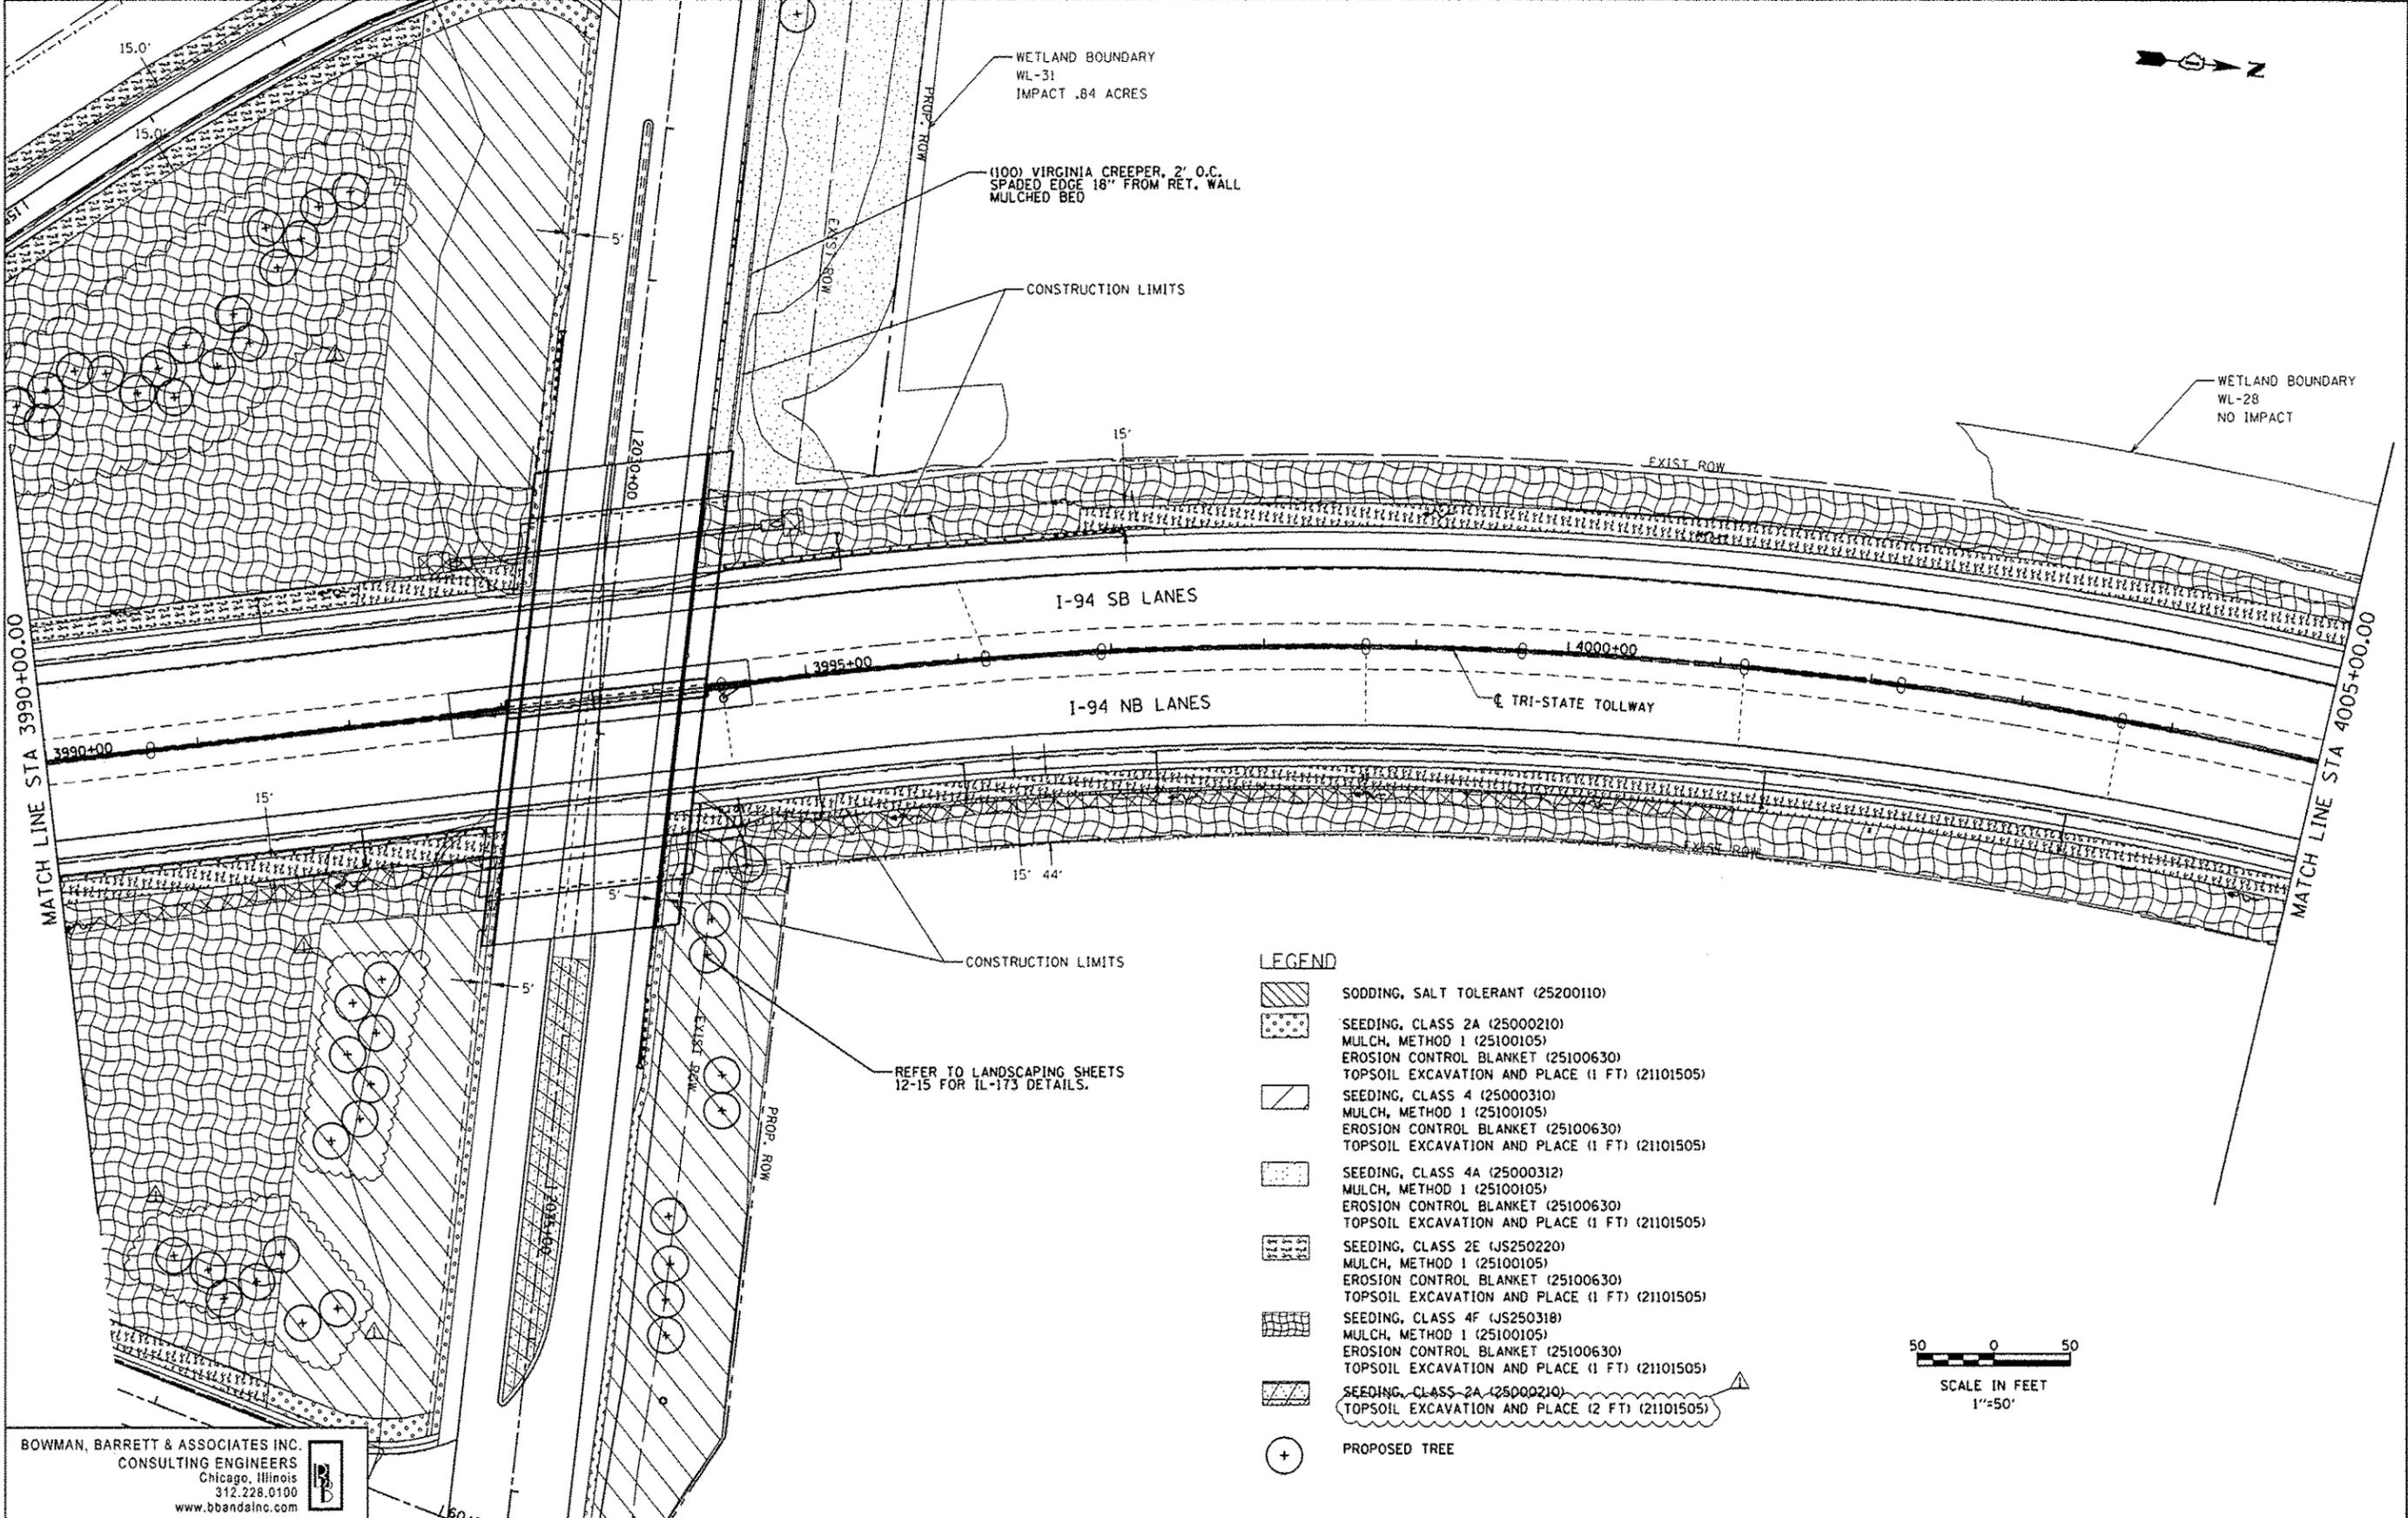 15.0'
15.0'
WETLAND BOUNDARY
WL-31
IMPACT .84 ACRES
N
PROP. ROW
(100) VIRGINIA CREEPER, 2' O.C.
SPADED EDGE 18" FROM RET. WALL
MULCHED BED
EXIST ROW
5'
CONSTRUCTION LIMITS
WETLAND BOUNDARY
WL-28
NO IMPACT
2030+00
15'
EXIST ROW
I-94 SB LANES
3995+00
4000+00
I-94 NB LANES
℄ TRI-STATE TOLLWAY
3990+00
MATCH LINE STA 3990+00.00
MATCH LINE STA 4005+00.00
15'
EXIST ROW
15' 44'
5'
5'
CONSTRUCTION LIMITS
REFER TO LANDSCAPING SHEETS
12-15 FOR IL-173 DETAILS.
EXIST ROW
PROP. ROW
2035+00
LEGEND
SODDING, SALT TOLERANT (25200110)
SEEDING, CLASS 2A (25000210)
MULCH, METHOD 1 (25100105)
EROSION CONTROL BLANKET (25100630)
TOPSOIL EXCAVATION AND PLACE (1 FT) (21101505)
SEEDING, CLASS 4 (25000310)
MULCH, METHOD 1 (25100105)
EROSION CONTROL BLANKET (25100630)
TOPSOIL EXCAVATION AND PLACE (1 FT) (21101505)
SEEDING, CLASS 4A (25000312)
MULCH, METHOD 1 (25100105)
EROSION CONTROL BLANKET (25100630)
TOPSOIL EXCAVATION AND PLACE (1 FT) (21101505)
SEEDING, CLASS 2E (JS250220)
MULCH, METHOD 1 (25100105)
EROSION CONTROL BLANKET (25100630)
TOPSOIL EXCAVATION AND PLACE (1 FT) (21101505)
SEEDING, CLASS 4F (JS250318)
MULCH, METHOD 1 (25100105)
EROSION CONTROL BLANKET (25100630)
TOPSOIL EXCAVATION AND PLACE (1 FT) (21101505)
SEEDING, CLASS 2A (25000210)
TOPSOIL EXCAVATION AND PLACE (2 FT) (21101505)
PROPOSED TREE
50 0 50
SCALE IN FEET
1"=50'
BOWMAN, BARRETT & ASSOCIATES INC.
CONSULTING ENGINEERS
Chicago, Illinois
312.228.0100
www.bbandainc.com